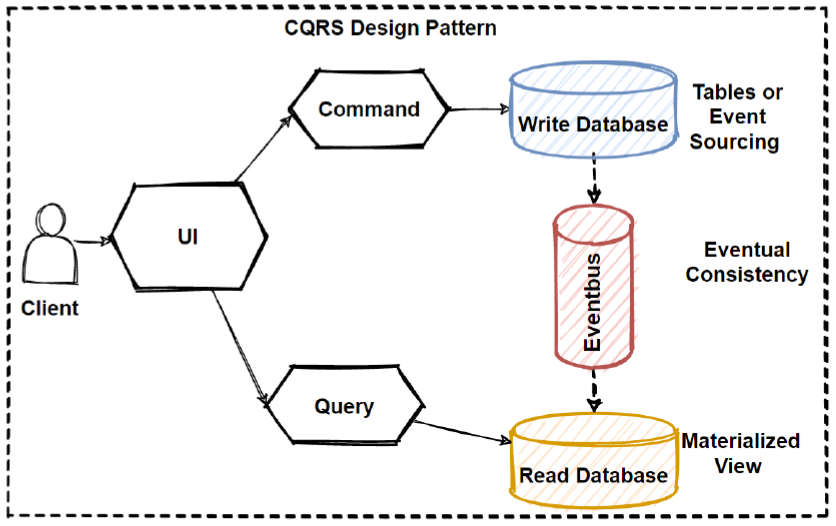 CQRS Design Pattern
Command
Write Database
Tables or
Event
Sourcing
UI
Client
Eventbus
Eventual
Consistency
Query
Read Database
Materialized
View